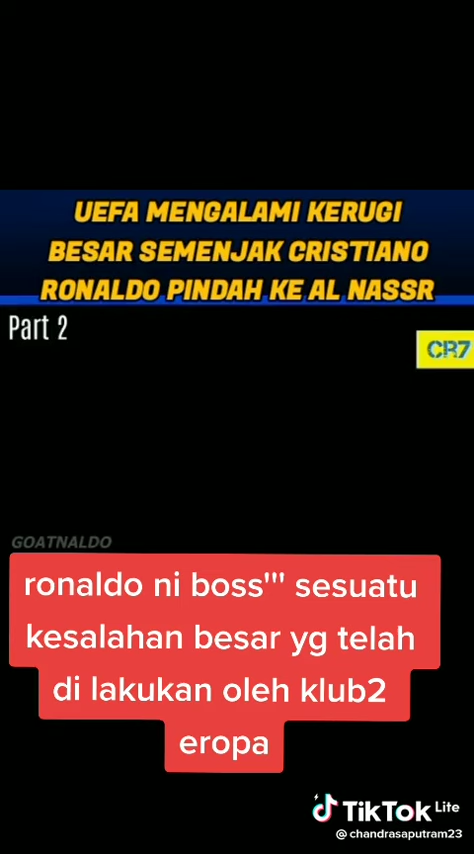 UEFA MENGALAMI KERUGI
BESAR SEMENJAK CRISTIANO
RONALDO PINDAH KE AL NASSR
Part 2
CR7
GOATNALDO
ronaldo ni boss''' sesuatu
kesalahan besar yg telah
di lakukan oleh klub2
eropa
TikTok Lite
@chandrasaputram23